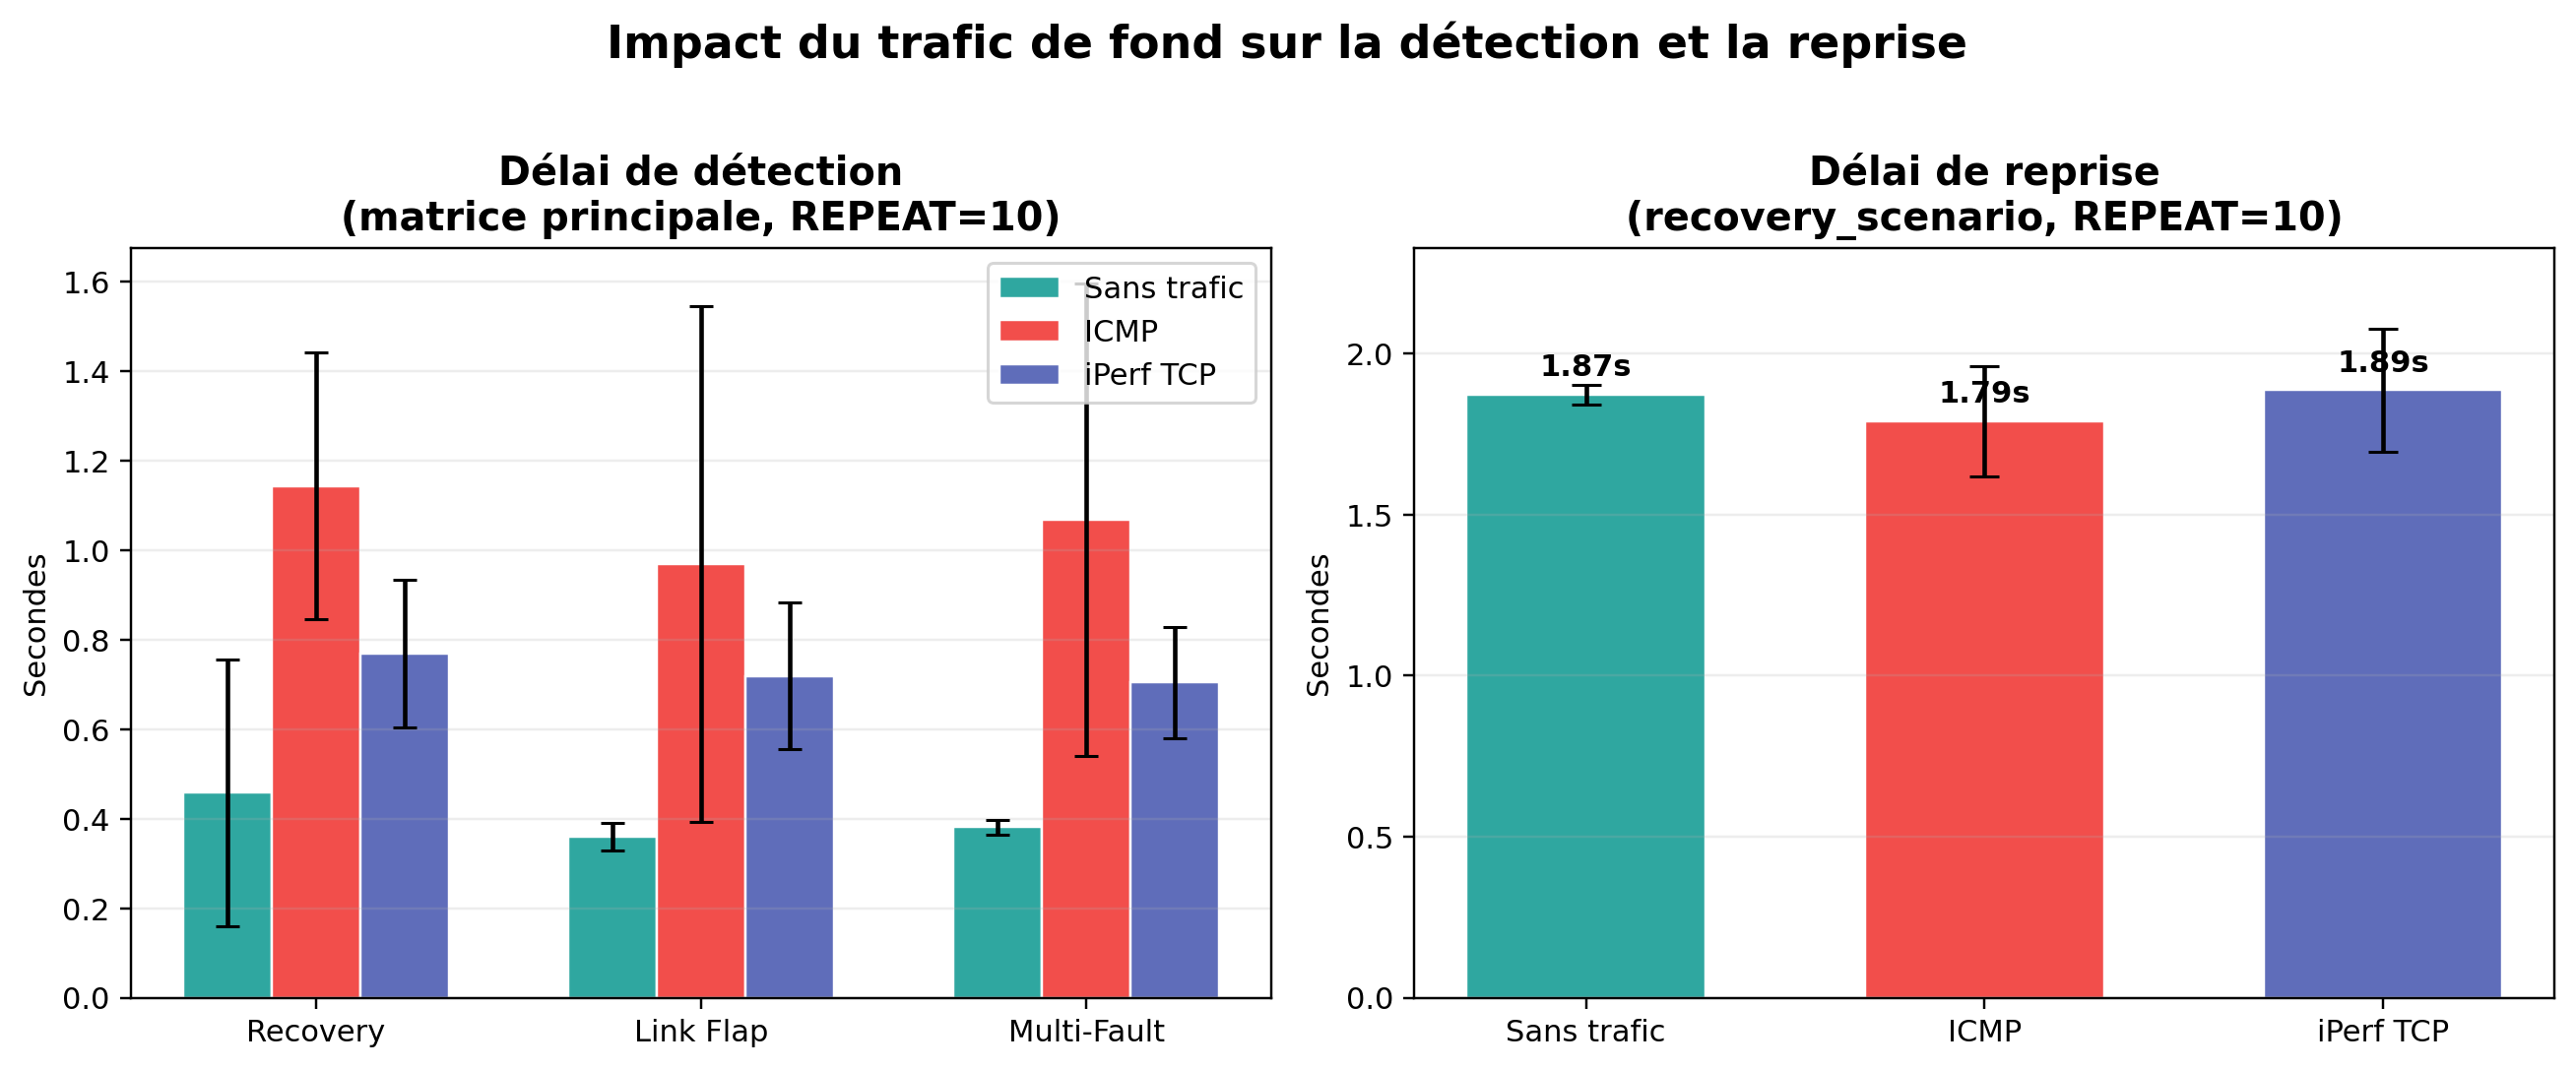 Impact du trafic de fond sur la détection et la reprise
Délai de détection
(matrice principale, REPEAT=10)
Secondes
1.6
1.4
1.2
1.0
0.8
0.6
0.4
0.2
0.0
Sans trafic
ICMP
iPerf TCP
Recovery
Link Flap
Multi-Fault
Délai de reprise
(recovery_scenario, REPEAT=10)
Secondes
2.0
1.5
1.0
0.5
0.0
1.87s
1.79s
1.89s
Sans trafic
ICMP
iPerf TCP